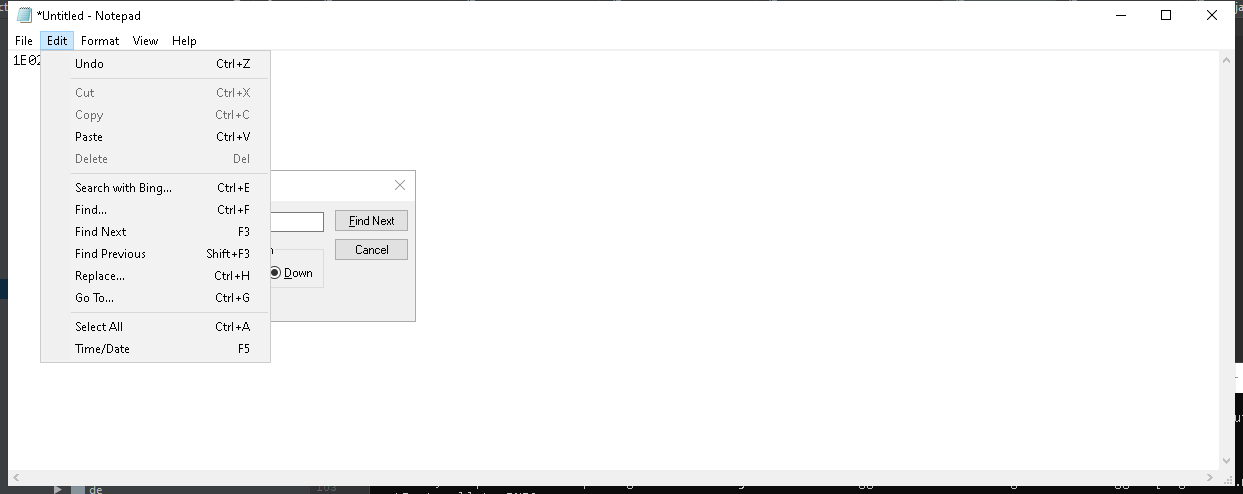 *Untitled - Notepad
File Edit Format View Help
1E02
Undo Ctrl+Z
Cut Ctrl+X
Copy Ctrl+C
Paste Ctrl+V
Delete Del
Search with Bing... Ctrl+E
Find... Ctrl+F
Find Next F3
Find Previous Shift+F3
Replace... Ctrl+H
Go To... Ctrl+G
Select All Ctrl+A
Time/Date F5
Find Next
Cancel
Down
de